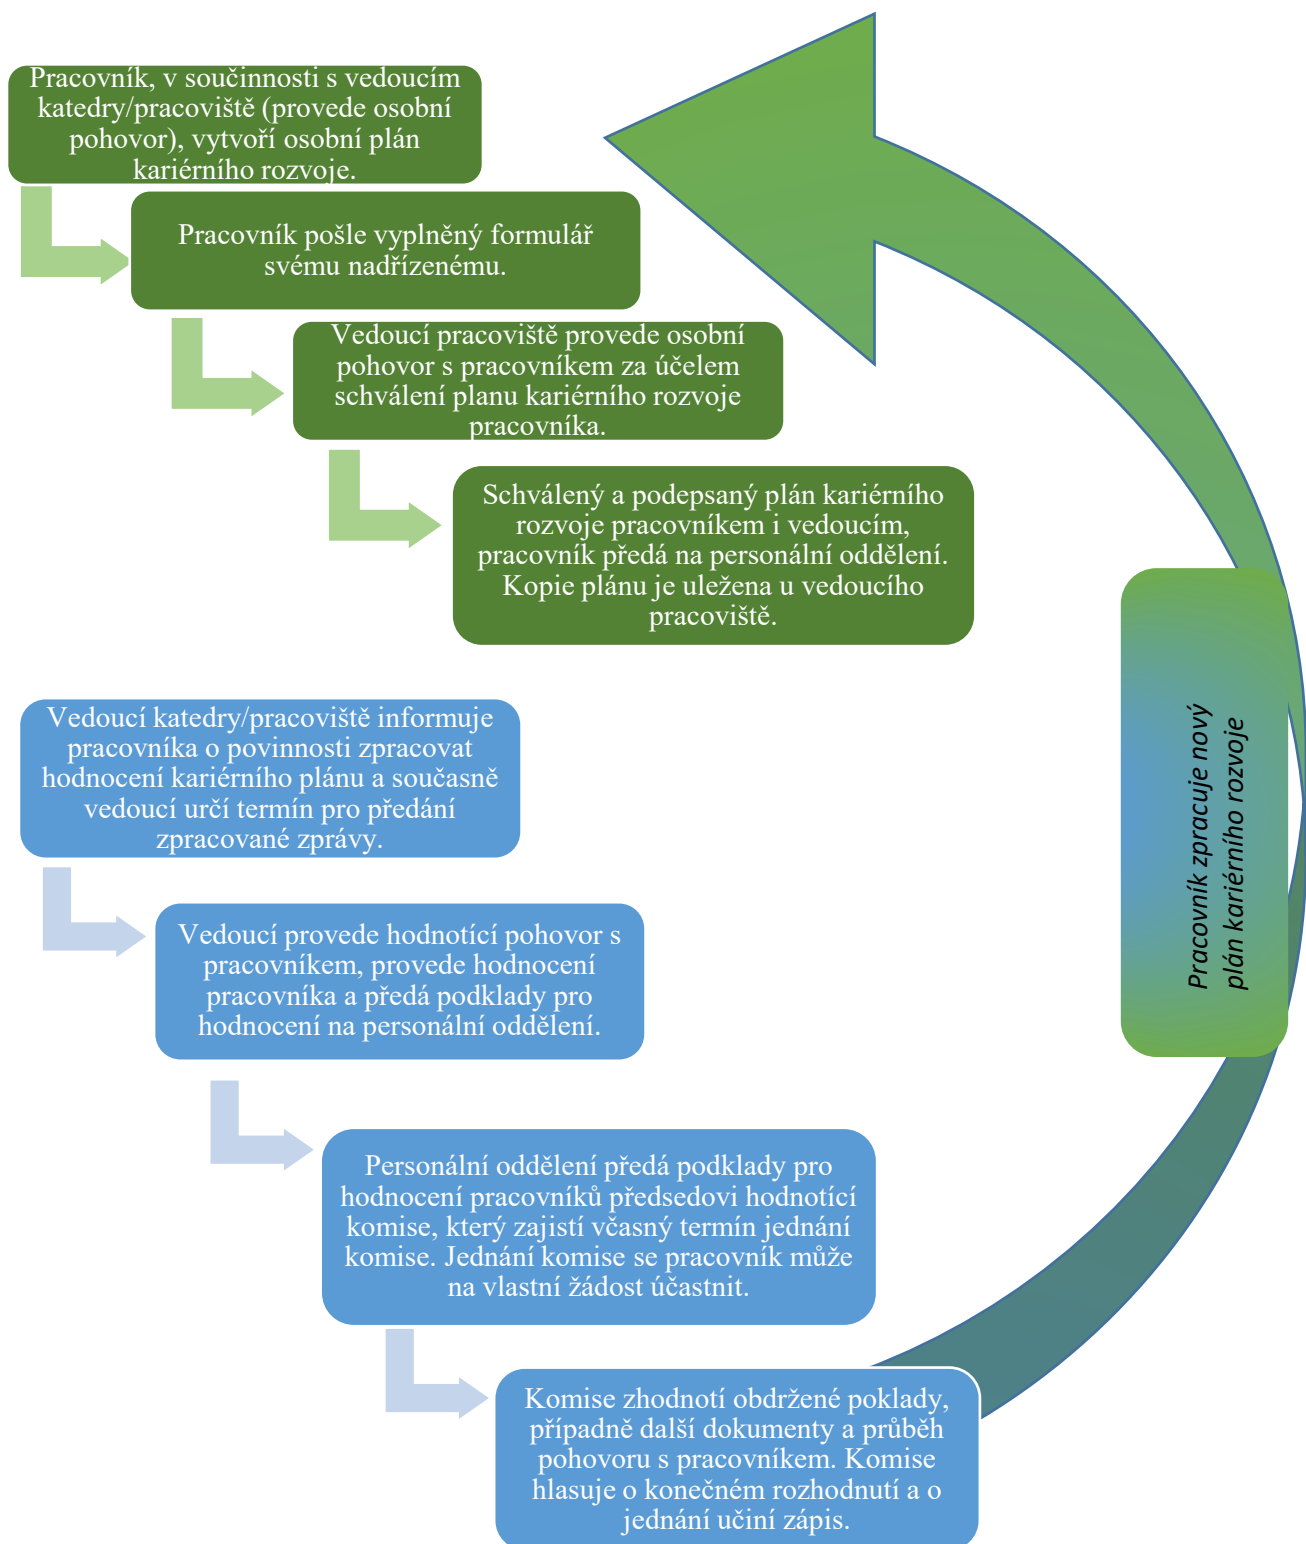 Pracovník, v součinnosti s vedoucím
katedry/pracoviště (provede osobní
pohovor), vytvoří osobní plán
kariérního rozvoje.
Pracovník pošle vyplněný formulář
svému nadřízenému.
Vedoucí pracoviště provede osobní
pohovor s pracovníkem za účelem
schválení planu kariérního rozvoje
pracovníka.
Schválený a podepsaný plán kariérního
rozvoje pracovníkem i vedoucím,
pracovník předá na personální oddělení.
Kopie plánu je uležena u vedoucího
pracoviště.
Vedoucí katedry/pracoviště informuje
pracovníka o povinnosti zpracovat
hodnocení kariérního plánu a současně
vedoucí určí termín pro předání
zpracované zprávy.
Vedoucí provede hodnotící pohovor s
pracovníkem, provede hodnocení
pracovníka a předá podklady pro
hodnocení na personální oddělení.
Personální oddělení předá podklady pro
hodnocení pracovníků předsedovi hodnotící
komise, který zajistí včasný termín jednání
komise. Jednání komise se pracovník může
na vlastní žádost účastnit.
Komise zhodnotí obdržené poklady,
případně další dokumenty a průběh
pohovoru s pracovníkem. Komise
hlasuje o konečném rozhodnutí a o
jednání učiní zápis.
Pracovník zpracuje nový
plán kariérního rozvoje